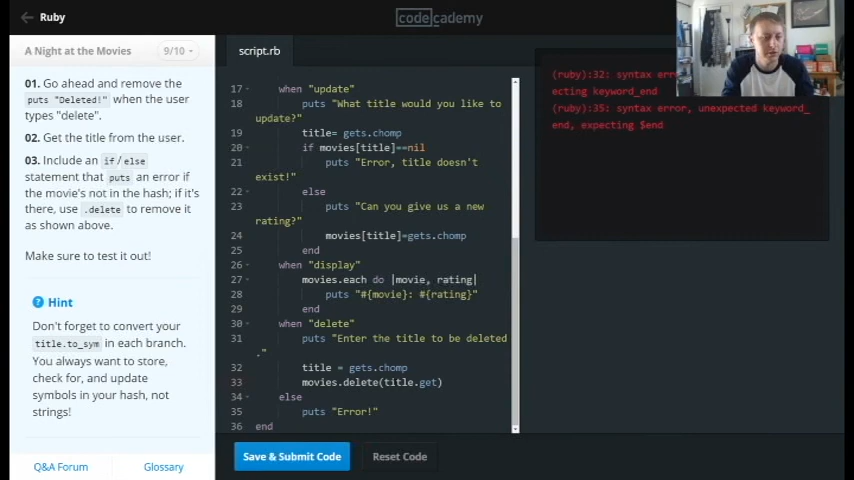 Ruby
codecademy
A Night at the Movies
9/10
script.rb
01. Go ahead and remove the
puts "Deleted!" when the user
types "delete".
02. Get the title from the user.
03. Include an if/else
statement that puts an error if
the movie's not in the hash; if it's
there, use .delete to remove it
as shown above.
Make sure to test it out!
Hint
Don't forget to convert your
title.to_sym in each branch.
You always want to store,
check for, and update
symbols in your hash, not
strings!
Q&A Forum
Glossary
17 when "update"
18 puts "What title would you like to
update?"
19 title= gets.chomp
20 if movies[title]==nil
21 puts "Error, title doesn't
exist!"
22 else
23 puts "Can you give us a new
rating?"
24 movies[title]=gets.chomp
25 end
26 when "display"
27 movies.each do |movie, rating|
28 puts "#{movie}: #{rating}"
29 end
30 when "delete"
31 puts "Enter the title to be deleted
."
32 title = gets.chomp
33 movies.delete(title.get)
34 else
35 puts "Error!"
36 end
Save & Submit Code
Reset Code
(ruby):32: syntax
ecting keyword_end
(ruby):35: syntax error, unexpected keyword_
end, expecting $end